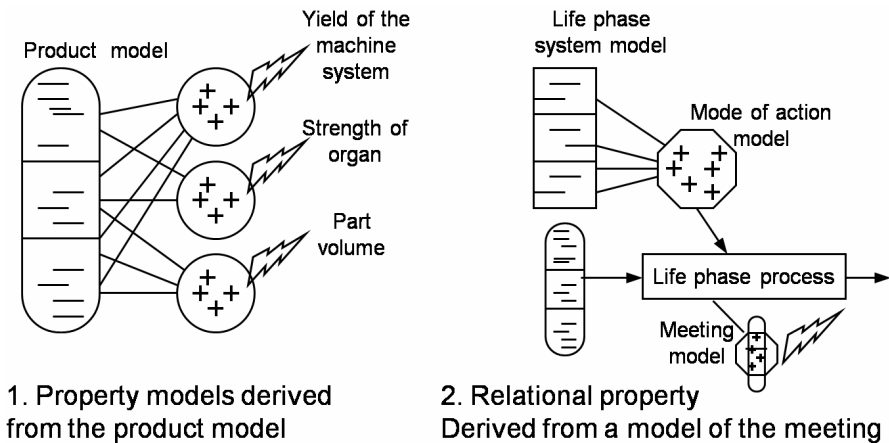 Product model
Yield of the
machine
system
Strength of
organ
Part
volume
1. Property models derived
from the product model
Life phase
system model
Mode of action
model
Life phase process
Meeting
model
2. Relational property
Derived from a model of the meeting